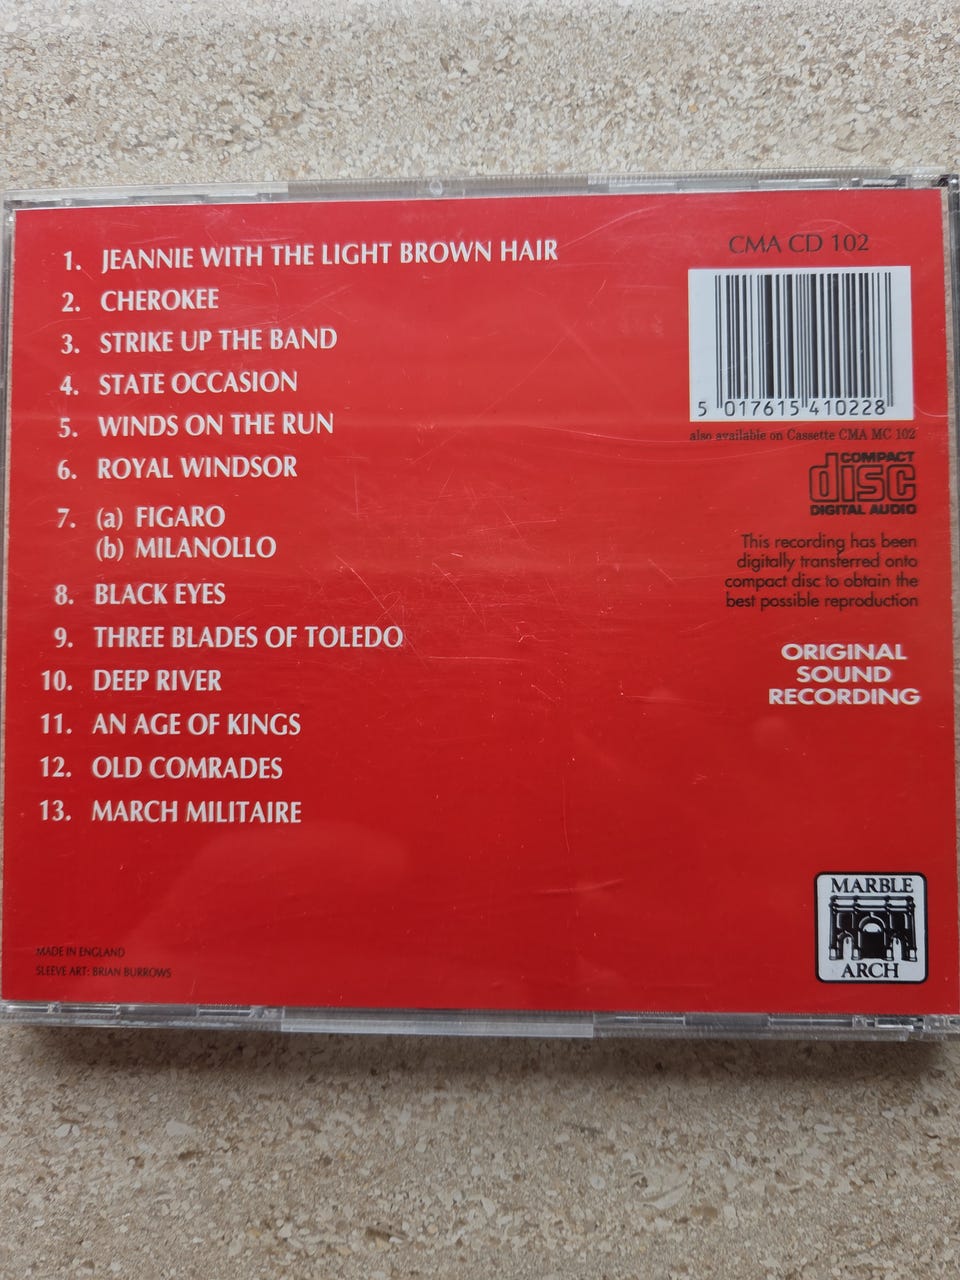 1. JEANNIE WITH THE LIGHT BROWN HAIR
2. CHEROKEE
3. STRIKE UP THE BAND
4. STATE OCCASION
5. WINDS ON THE RUN
6. ROYAL WINDSOR
7. (a) FIGARO
(b) MILANOLLO
8. BLACK EYES
9. THREE BLADES OF TOLEDO
10. DEEP RIVER
11. AN AGE OF KINGS
12. OLD COMRADES
13. MARCH MILITAIRE
MADE IN ENGLAND
SLEEVE ART: BRIAN BURROWS
CMA CD 102
5 017615 410228
also available on Cassette CMA MC 102
COMPACT
disc
DIGITAL AUDIO
This recording has been
digitally transferred onto
compact disc to obtain the
best possible reproduction
ORIGINAL
SOUND
RECORDING
MARBLE
ARCH